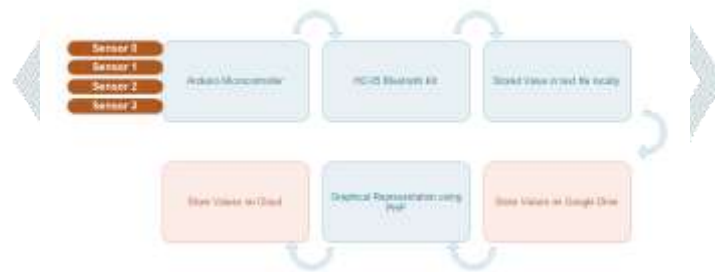 Sensor 0
Sensor 1
Sensor 2
Sensor 3
Arduino Microcontroller
HC-05 Bluetooth Kit
Stored Value in text file locally
Store Values on Cloud
Graphical Representation using
PHP
Store Values on Google Drive